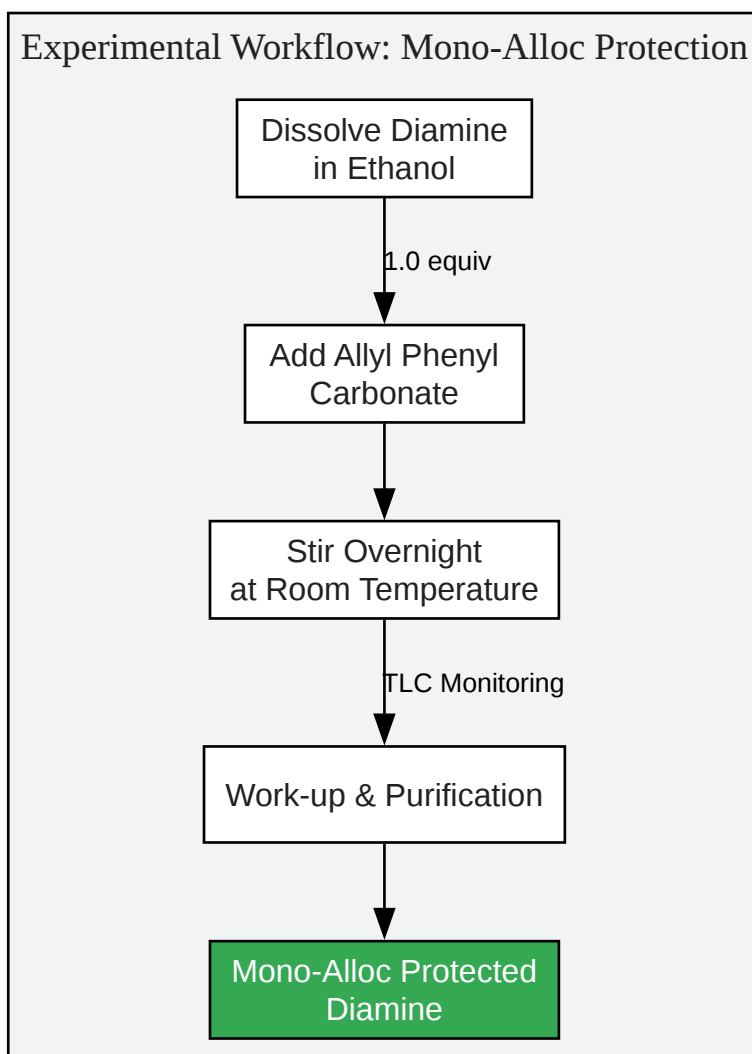 Experimental Workflow: Mono-Alloc Protection
Dissolve Diamine
in Ethanol
1.0 equiv
Add Allyl Phenyl
Carbonate
Stir Overnight
at Room Temperature
TLC Monitoring
Work-up & Purification
Mono-Alloc Protected
Diamine